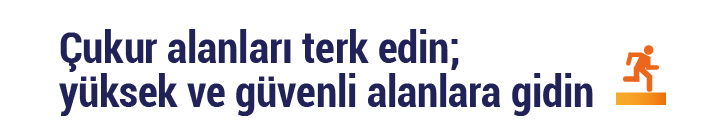 Çukur alanları terk edin;
yüksek ve güvenli alanlara gidin